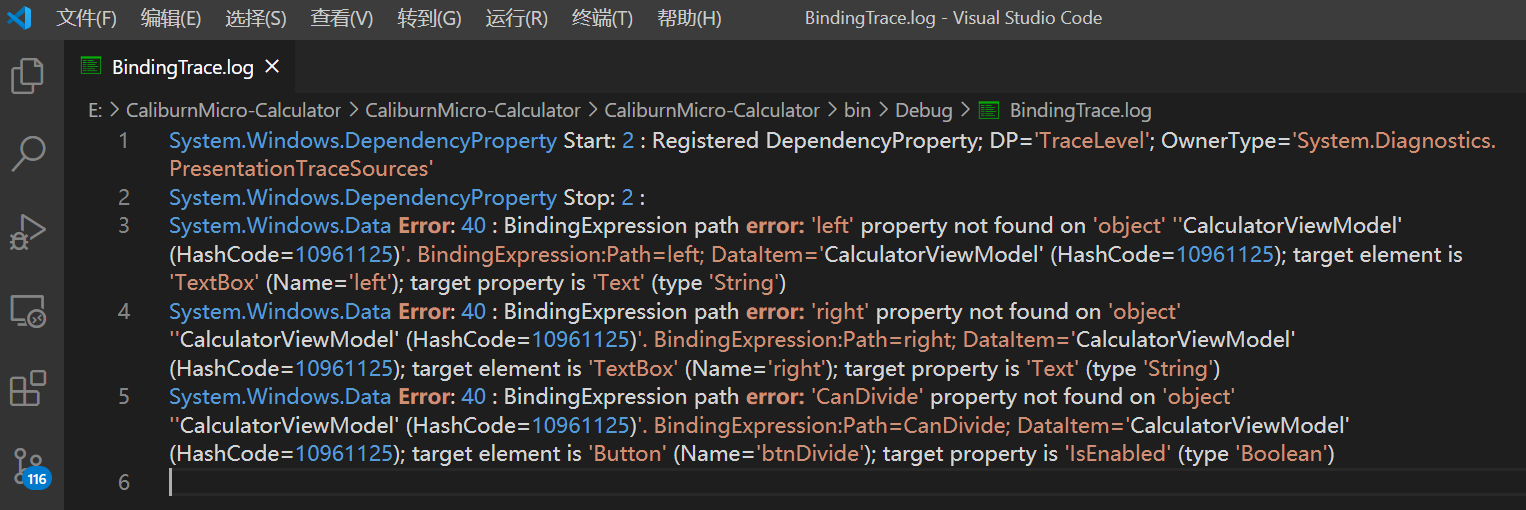 文件(F) 编辑(E) 选择(S) 查看(V) 转到(G) 运行(R) 终端(T) 帮助(H) BindingTrace.log - Visual Studio Code
BindingTrace.log
E: > CaliburnMicro-Calculator > CaliburnMicro-Calculator > CaliburnMicro-Calculator > bin > Debug > BindingTrace.log
1 System.Windows.DependencyProperty Start: 2 : Registered DependencyProperty; DP='TraceLevel'; OwnerType='System.Diagnostics.
PresentationTraceSources'
2 System.Windows.DependencyProperty Stop: 2 :
3 System.Windows.Data Error: 40 : BindingExpression path error: 'left' property not found on 'object' ''CalculatorViewModel'
(HashCode=10961125)'. BindingExpression:Path=left; DataItem='CalculatorViewModel' (HashCode=10961125); target element is
'TextBox' (Name='left'); target property is 'Text' (type 'String')
4 System.Windows.Data Error: 40 : BindingExpression path error: 'right' property not found on 'object'
''CalculatorViewModel' (HashCode=10961125)'. BindingExpression:Path=right; DataItem='CalculatorViewModel'
(HashCode=10961125); target element is 'TextBox' (Name='right'); target property is 'Text' (type 'String')
5 System.Windows.Data Error: 40 : BindingExpression path error: 'CanDivide' property not found on 'object'
''CalculatorViewModel' (HashCode=10961125)'. BindingExpression:Path=CanDivide; DataItem='CalculatorViewModel'
(HashCode=10961125); target element is 'Button' (Name='btnDivide'); target property is 'IsEnabled' (type 'Boolean')
6
116